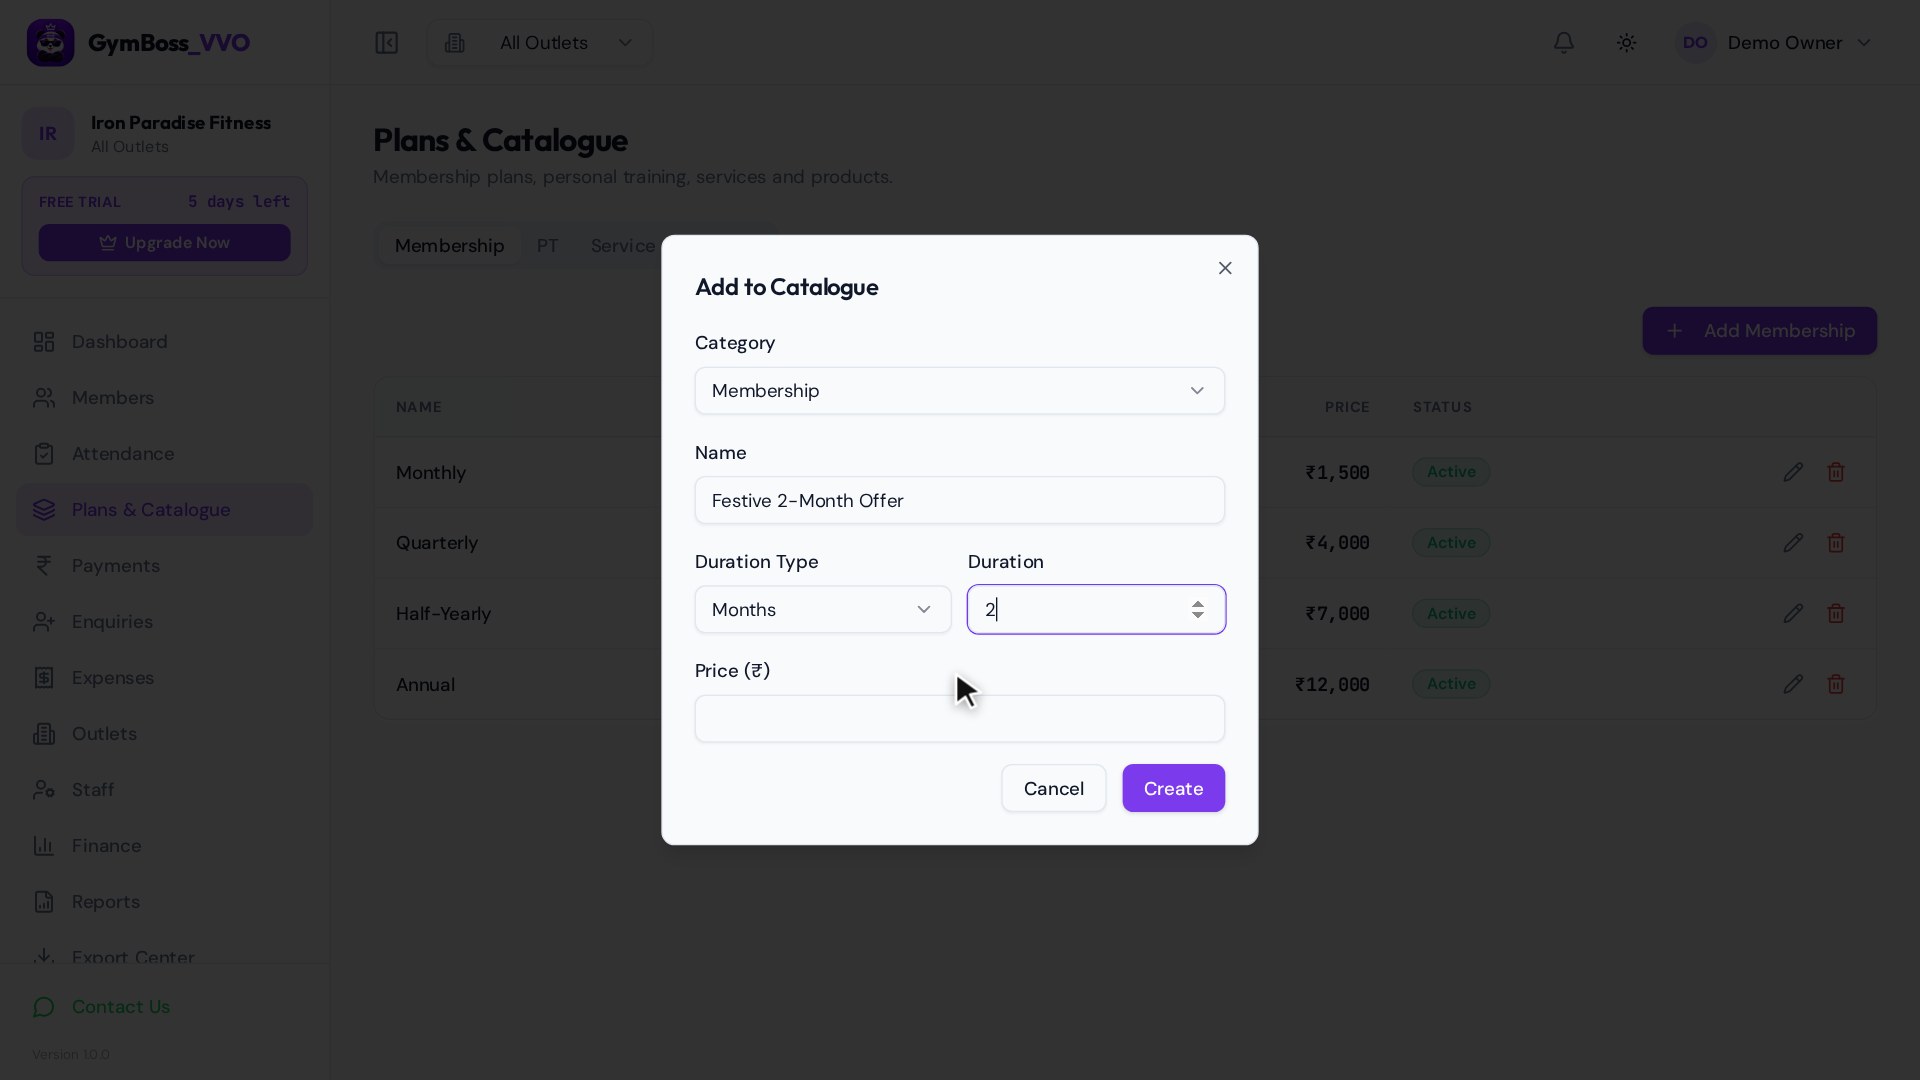 GymBoss_VVO
All Outlets
DO Demo Owner
IR
Iron Paradise Fitness
All Outlets
FREE TRIAL 5 days left
Upgrade Now
Dashboard
Members
Attendance
Plans & Catalogue
Payments
Enquiries
Expenses
Outlets
Staff
Finance
Reports
Export Center
Contact Us
Version 1.0.0
Plans & Catalogue
Membership plans, personal training, services and products.
Membership PT Service
Add Membership
NAME PRICE STATUS
Monthly ₹1,500 Active
Quarterly ₹4,000 Active
Half-Yearly ₹7,000 Active
Annual ₹12,000 Active
Add to Catalogue
Category
Membership
Name
Festive 2-Month Offer
Duration Type Duration
Months 2
Price (₹)
Cancel Create